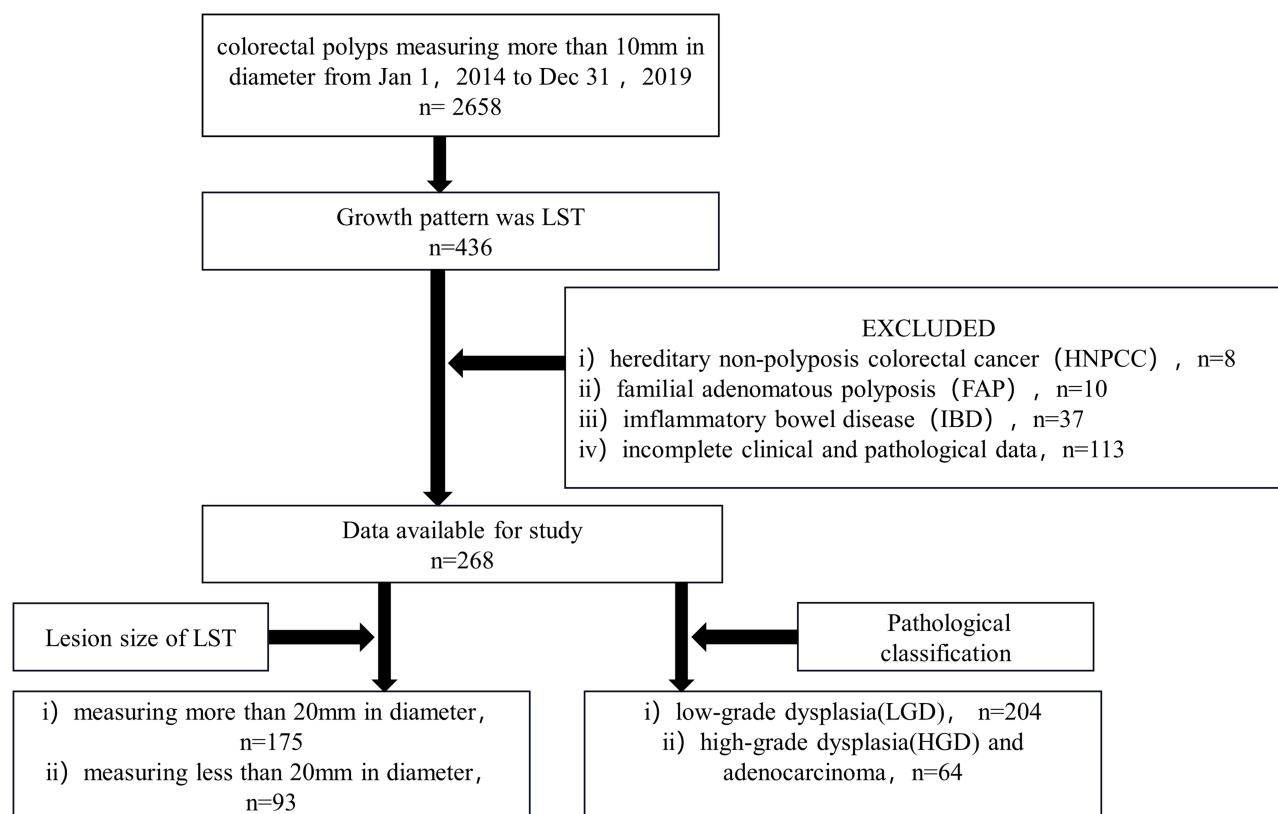 colorectal polyps measuring more than 10mm in
diameter from Jan 1，2014 to Dec 31，2019
n= 2658
Growth pattern was LST
n=436
EXCLUDED
i）hereditary non-polyposis colorectal cancer（HNPCC）, n=8
ii）familial adenomatous polyposis（FAP）, n=10
iii）imflammatory bowel disease（IBD）, n=37
iv）incomplete clinical and pathological data，n=113
Data available for study
n=268
Lesion size of LST
Pathological
classification
i）measuring more than 20mm in diameter，
n=175
ii）measuring less than 20mm in diameter，
n=93
i）low-grade dysplasia(LGD)，n=204
ii）high-grade dysplasia(HGD) and
adenocarcinoma，n=64